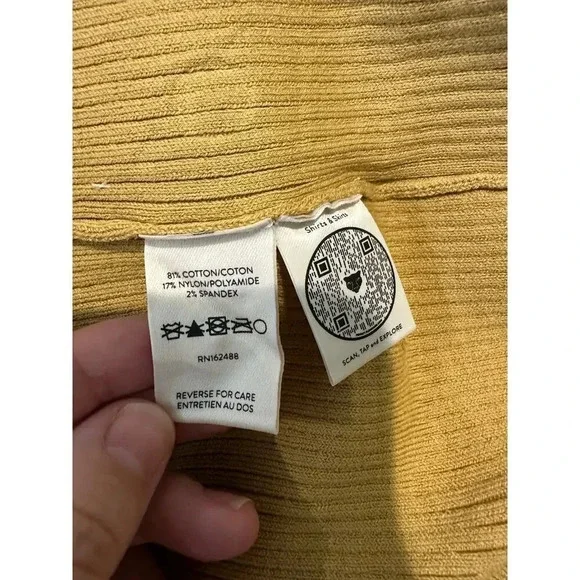 81% COTTON/COTON
17% NYLON/POLYAMIDE
2% SPANDEX
RN162488
REVERSE FOR CARE
ENTRETIEN AU DOS
Shirts & Skirts
SCAN, TAP and EXPLORE